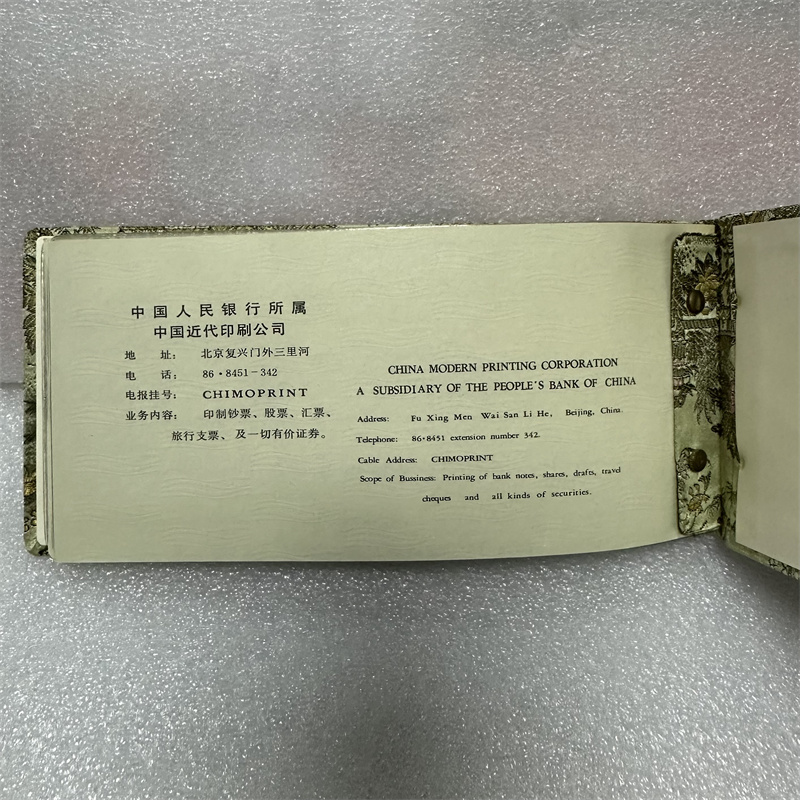 中国人民银行所属
中国近代印刷公司
地 址： 北京复兴门外三里河
电 话： 86·8451-342
电报挂号： CHIMOPRINT
业务内容： 印制钞票、股票、汇票、
旅行支票、及一切有价证券。
CHINA MODERN PRINTING CORPORATION
A SUBSIDIARY OF THE PEOPLE'S BANK OF CHINA
Address: Fu Xing Men Wai San Li He, Beijing, China.
Telephone: 86·8451 extension number 342.
Cable Address: CHIMOPRINT
Scope of Bussiness: Printing of bank notes, shares, drafts, travel
cheques and all kinds of securities.